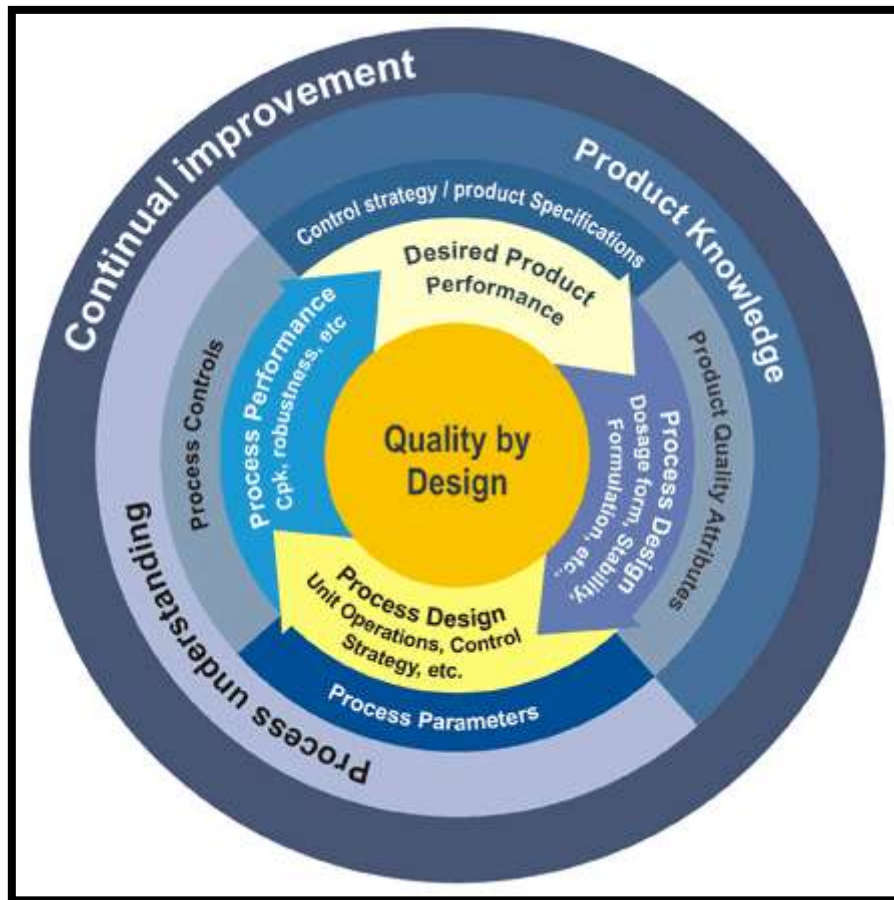 Continual improvement
Product Knowledge
Control strategy / product Specifications
Desired Product
Performance
Process Design
Dosage form, Stability,
Formulation, etc..
Product Quality Attributes
Process Design
Unit Operations, Control
Strategy, etc.
Process Parameters
Process understanding
Process Controls
Process Performance
Cpk, robustness, etc
Quality by
Design